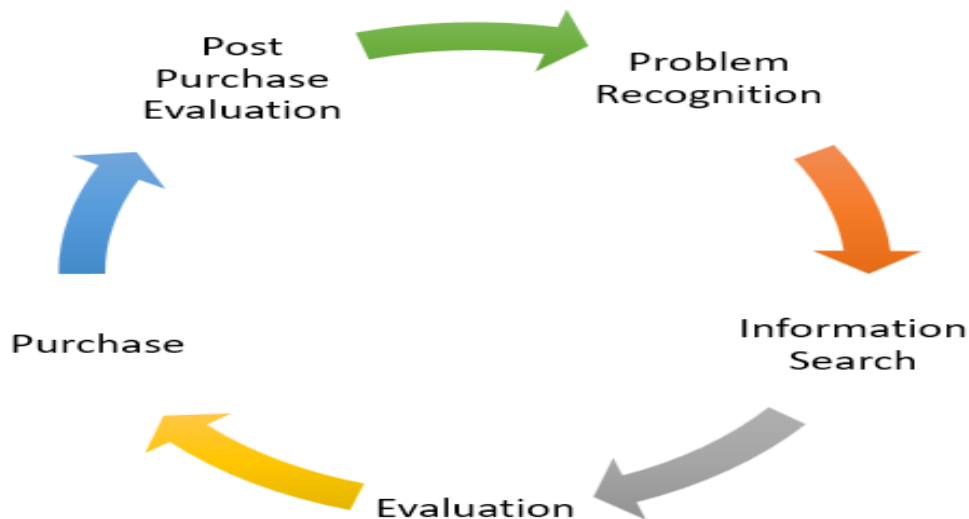 Post
Purchase
Evaluation
Problem
Recognition
Information
Search
Evaluation
Purchase